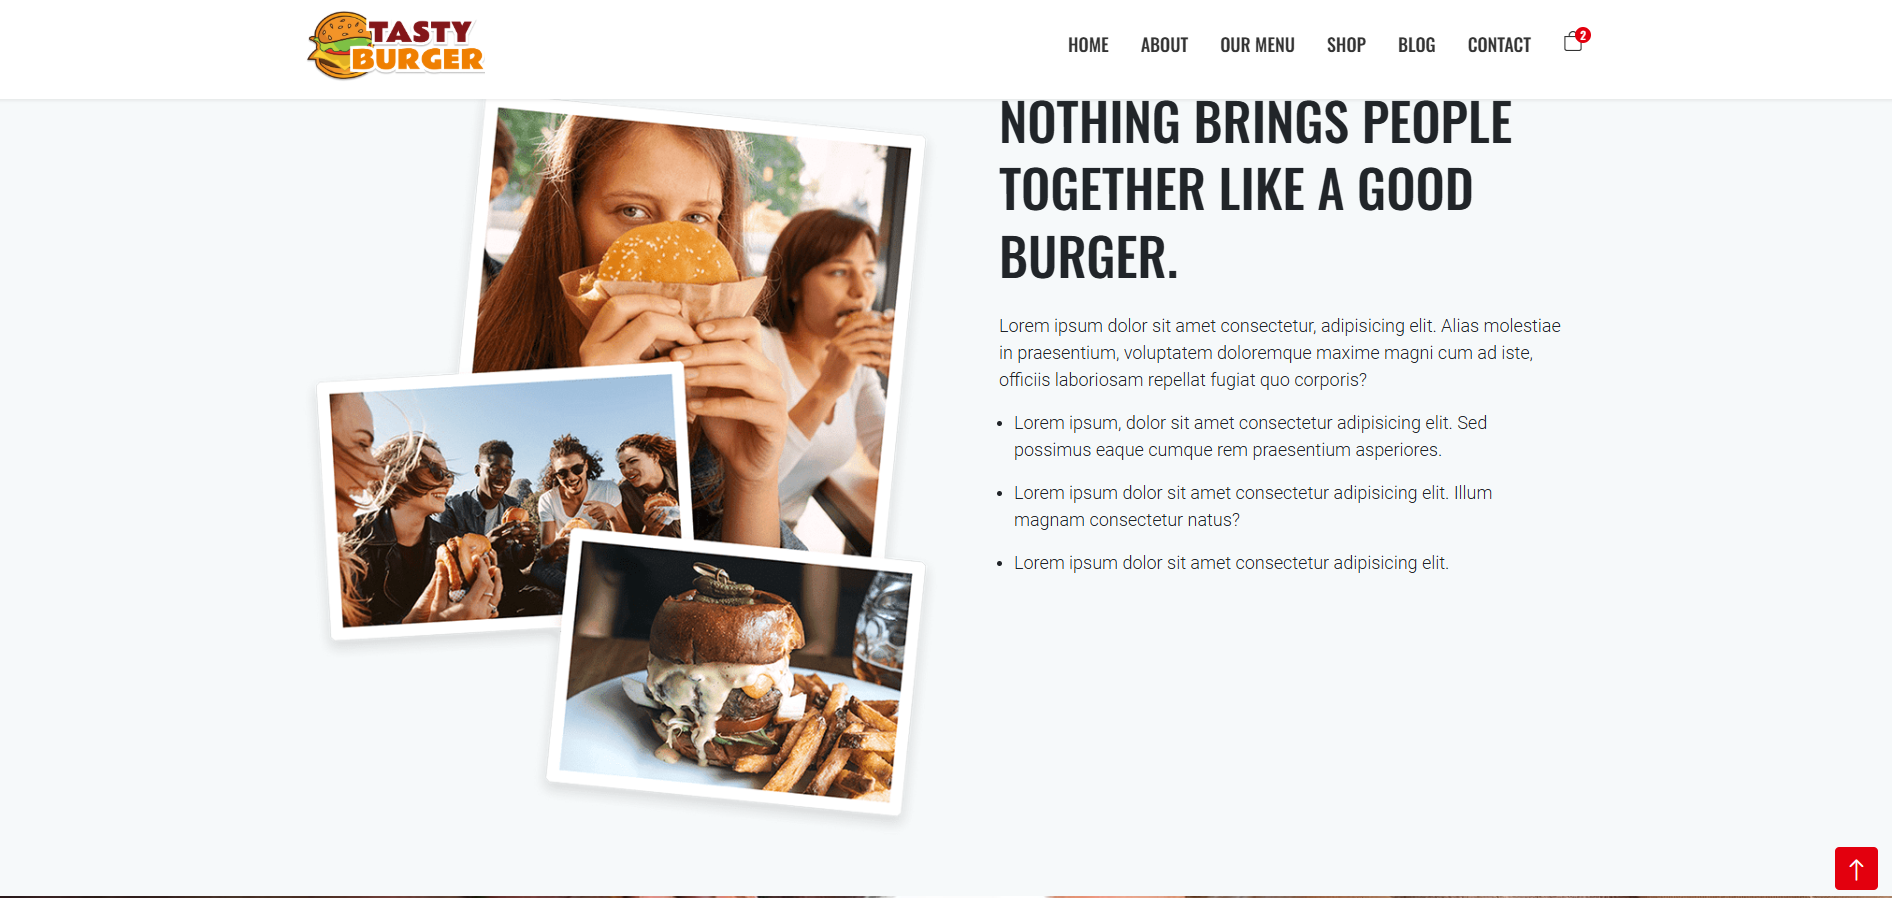 TASTY
BURGER
HOME ABOUT OUR MENU SHOP BLOG CONTACT 2
NOTHING BRINGS PEOPLE
TOGETHER LIKE A GOOD
BURGER.
Lorem ipsum dolor sit amet consectetur, adipisicing elit. Alias molestiae
in praesentium, voluptatem doloremque maxime magni cum ad iste,
officiis laboriosam repellat fugiat quo corporis?
• Lorem ipsum, dolor sit amet consectetur adipisicing elit. Sed
possimus eaque cumque rem praesentium asperiores.
• Lorem ipsum dolor sit amet consectetur adipisicing elit. Illum
magnam consectetur natus?
• Lorem ipsum dolor sit amet consectetur adipisicing elit.